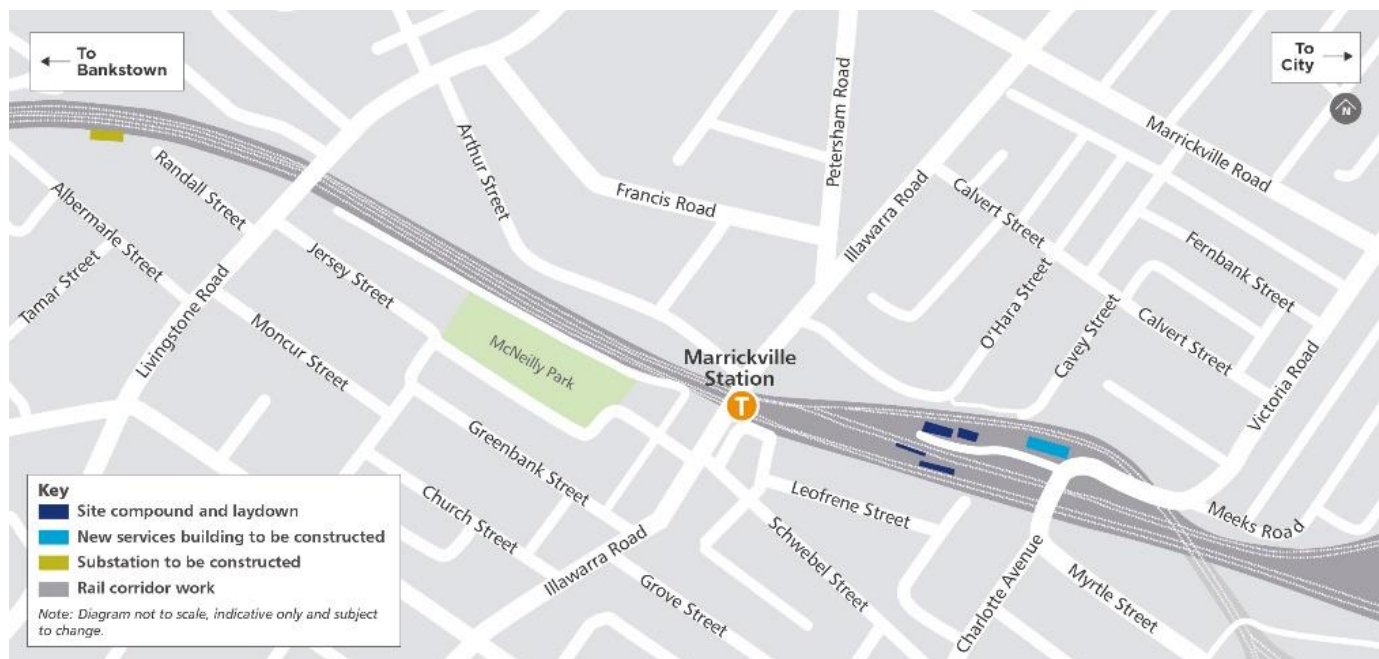 To
Bankstown
To
City
N
Marrickville Road
Petersham Road
Arthur Street
Randall Street
Francis Road
Illawarra Road
Calvert Street
Albermarle Street
Fernbank Street
Tamar Street
Jersey Street
O'Hara Street
Cavey Street
Calvert Street
Livingstone Road
Moncur Street
McNeilly Park
Marrickville
Station
T
Victoria Road
Greenbank Street
Church Street
Leofrene Street
Schwebel Street
Meeks Road
Illawarra Road
Grove Street
Charlotte Avenue
Myrtle Street
Key
Site compound and laydown
New services building to be constructed
Substation to be constructed
Rail corridor work
Note: Diagram not to scale, indicative only and subject
to change.